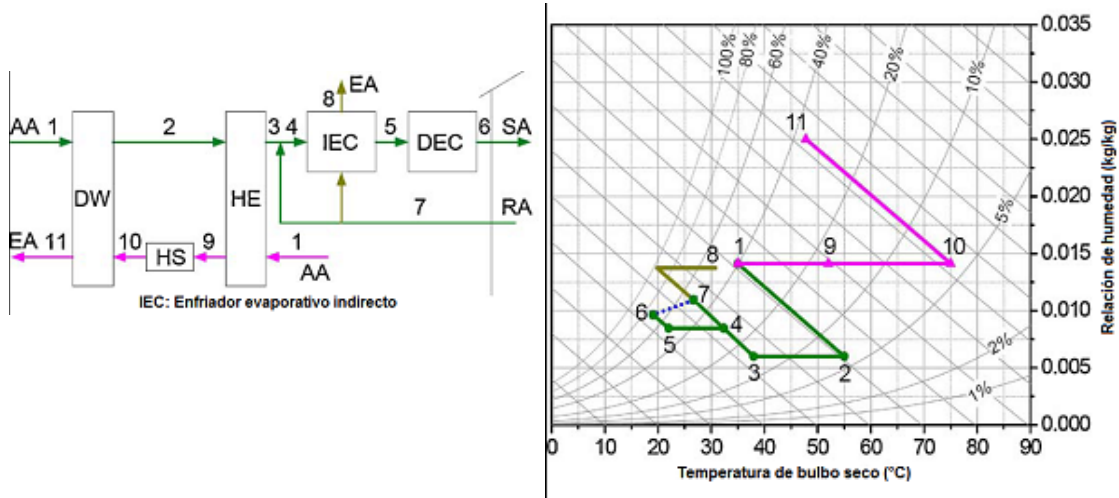 8 EA
AA 1 2 3 4 5 6 SA
IEC DEC
DW HE
7 RA
EA 11 10 HS 9 1
AA
IEC: Enfriador evaporativo indirecto
100% 80% 60% 40% 20% 10% 5% 2% 1%
11
8 1 9 10
7
6
5 4
3 2
0.035
0.030
0.025
0.020
0.015
0.010
0.005
0.000
Relación de humedad (kg/kg)
0 10 20 30 40 50 60 70 80 90
Temperatura de bulbo seco (°C)